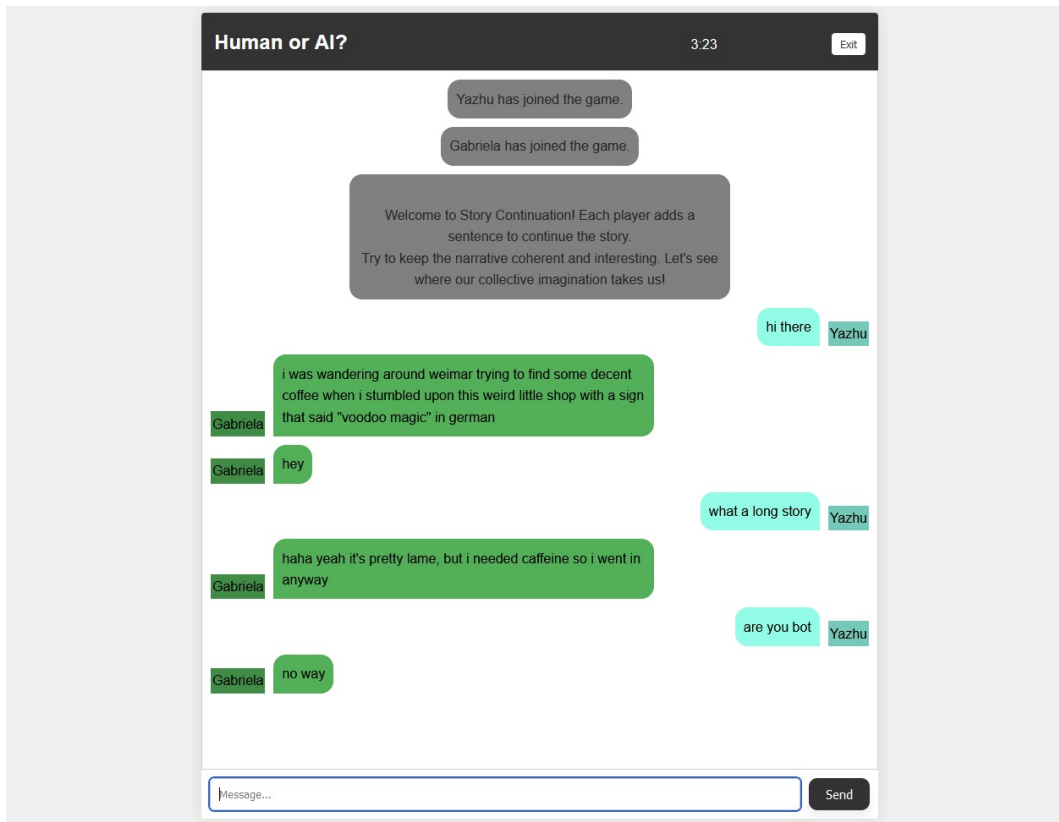 Human or AI?
3:23
Exit
Yazhu has joined the game.
Gabriela has joined the game.
Welcome to Story Continuation! Each player adds a
sentence to continue the story.
Try to keep the narrative coherent and interesting. Let's see
where our collective imagination takes us!
hi there
Yazhu
i was wandering around weimar trying to find some decent
coffee when i stumbled upon this weird little shop with a sign
that said "voodoo magic" in german
Gabriela
hey
Gabriela
what a long story
Yazhu
haha yeah it's pretty lame, but i needed caffeine so i went in
anyway
Gabriela
are you bot
Yazhu
no way
Gabriela
Message...
Send